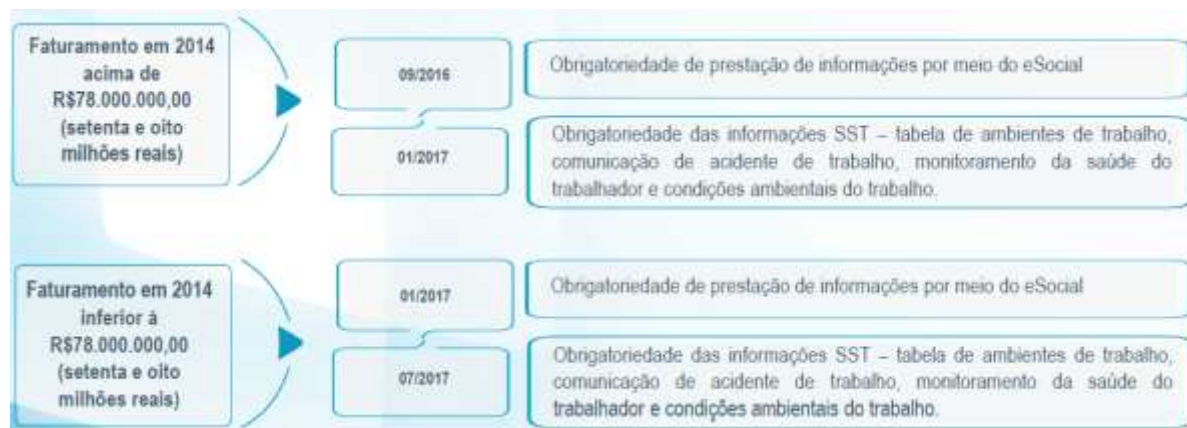 Faturamento em 2014
acima de
R$78.000.000,00
(setenta e oito
milhões reais)
09/2016
Obrigatoriedade de prestação de informações por meio do eSocial
01/2017
Obrigatoriedade das informações SST – tabela de ambientes de trabalho,
comunicação de acidente de trabalho, monitoramento da saúde do
trabalhador e condições ambientais do trabalho.
Faturamento em 2014
inferior á
R$78.000.000,00
(setenta e oito
milhões reais)
01/2017
Obrigatoriedade de prestação de informações por meio do eSocial
07/2017
Obrigatoriedade das informações SST – tabela de ambientes de trabalho,
comunicação de acidente de trabalho, monitoramento da saúde do
trabalhador e condições ambientais do trabalho.